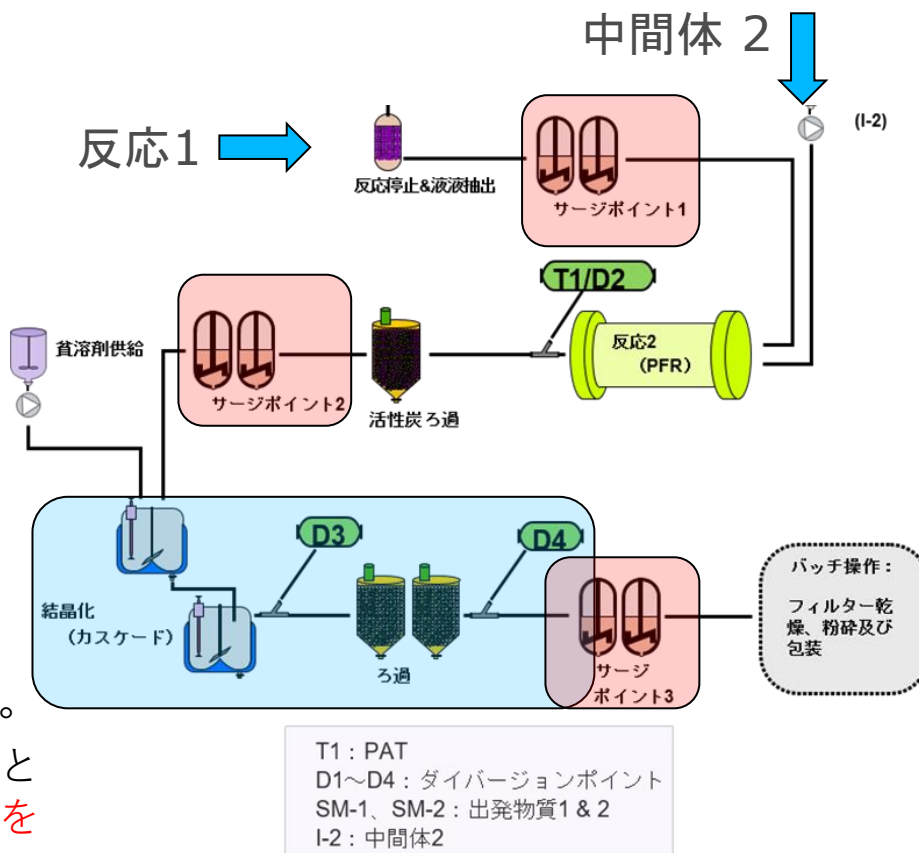 中間体 2
(I-2)
反応1
反応停止&液液抽出
サージポイント1
T1/D2
貧溶剤供給
反応2
（PFR）
サージポイント2
活性炭ろ過
D3
D4
バッチ操作：
フィルター乾
燥、粉砕及び
包装
結晶化
（カスケード）
ろ過
サージ
ポイント3
。
と
を
T1：PAT
D1～D4：ダイバージョンポイント
SM-1、SM-2：出発物質1 & 2
I-2：中間体2